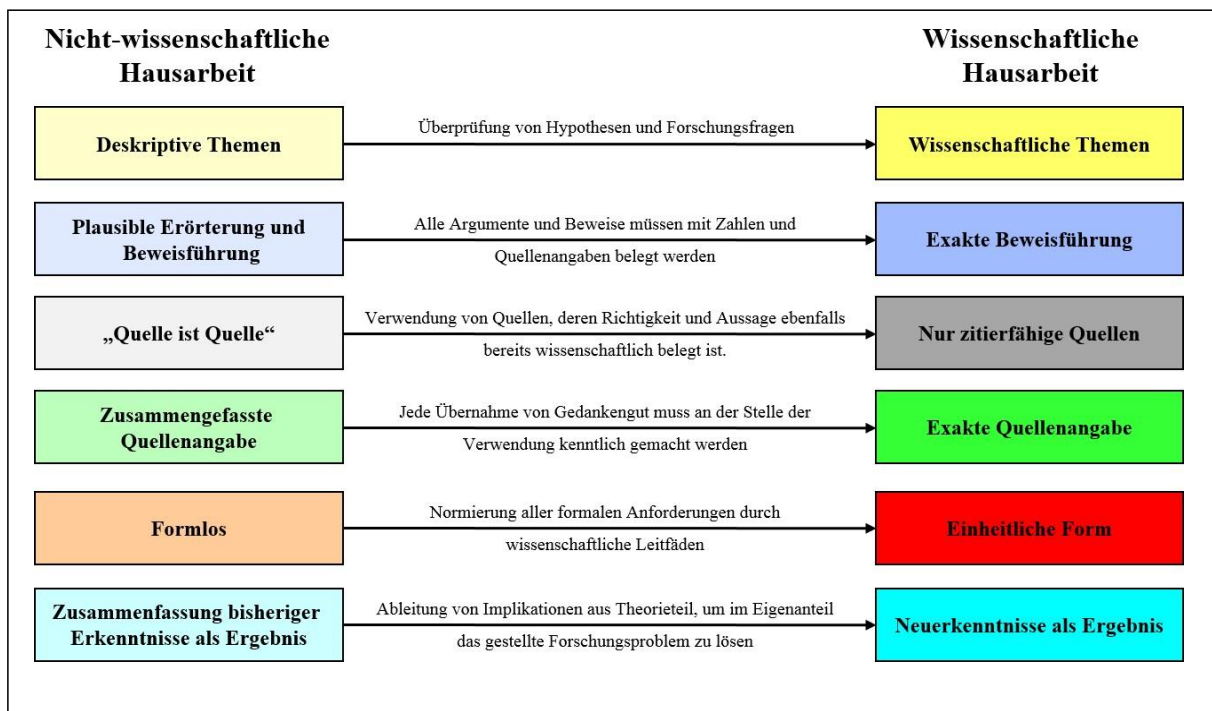 Nicht-wissenschaftliche
Hausarbeit
Wissenschaftliche
Hausarbeit
Deskriptive Themen
Überprüfung von Hypothesen und Forschungsfragen
Wissenschaftliche Themen
Plausible Erörterung und
Beweisführung
Alle Argumente und Beweise müssen mit Zahlen und
Quellenangaben belegt werden
Exakte Beweisführung
„Quelle ist Quelle“
Verwendung von Quellen, deren Richtigkeit und Aussage ebenfalls
bereits wissenschaftlich belegt ist.
Nur zitierfähige Quellen
Zusammengefasste
Quellenangabe
Jede Übernahme von Gedankengut muss an der Stelle der
Verwendung kenntlich gemacht werden
Exakte Quellenangabe
Formlos
Normierung aller formalen Anforderungen durch
wissenschaftliche Leitfäden
Einheitliche Form
Zusammenfassung bisheriger
Erkenntnisse als Ergebnis
Ableitung von Implikationen aus Theorieteil, um im Eigenanteil
das gestellte Forschungsproblem zu lösen
Neuerkenntnisse als Ergebnis